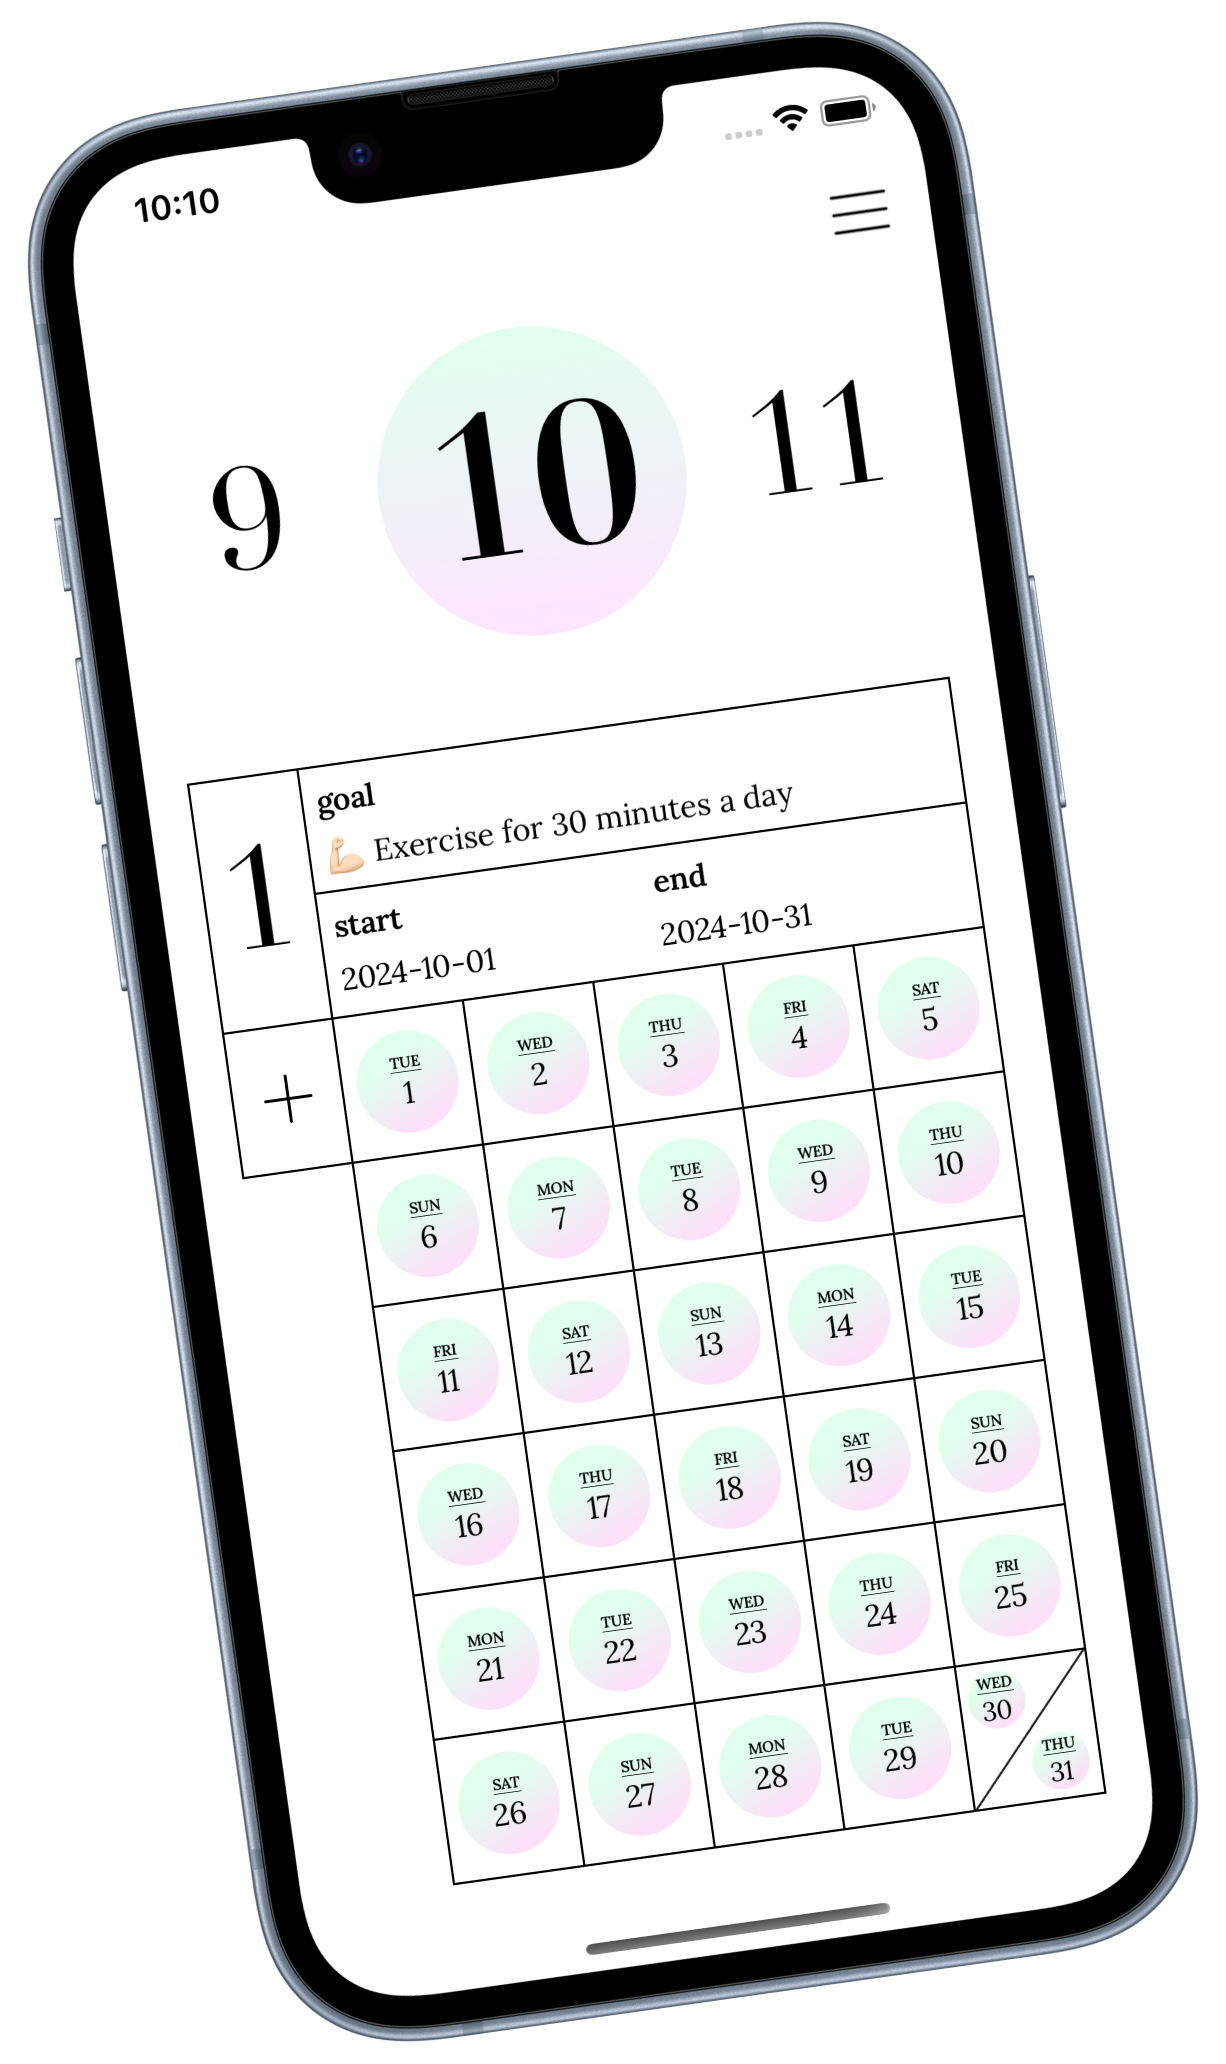 10:10
9 10 11
1
goal
💪🏻 Exercise for 30 minutes a day
start end
2024-10-01 2024-10-31
+
TUE WED THU FRI SAT
1 2 3 4 5
SUN MON TUE WED THU
6 7 8 9 10
FRI SAT SUN MON TUE
11 12 13 14 15
WED THU FRI SAT SUN
16 17 18 19 20
MON TUE WED THU FRI
21 22 23 24 25
SAT SUN MON TUE WED THU
26 27 28 29 30 31